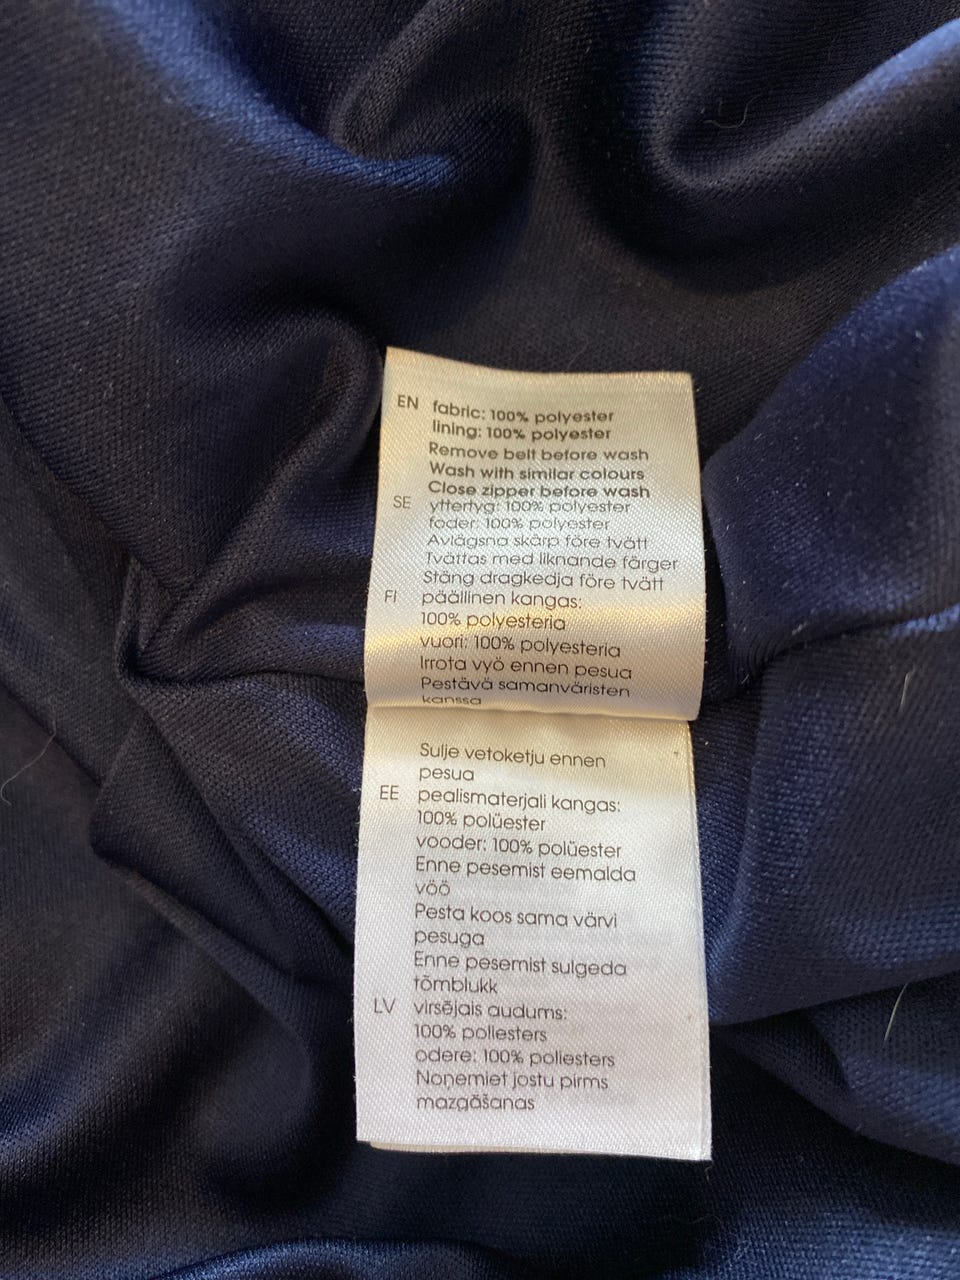 EN fabric: 100% polyester
lining: 100% polyester
Remove belt before wash
Wash with similar colours
Close zipper before wash
SE yttertyg: 100% polyester
foder: 100% polyester
Avlägsna skärp före tvätt
Tvättas med liknande färger
Stäng dragkedja före tvätt
FI päällinen kangas:
100% polyesteria
vuori: 100% polyesteria
Irrota vyö ennen pesua
Pestävä samanväristen
kanssa
Sulje vetoketju ennen
pesua
EE pealismaterjali kangas:
100% polüester
vooder: 100% polüester
Enne pesemist eemalda
vöö
Pesta koos sama värvi
pesuga
Enne pesemist sulgeda
tõmblukk
LV virsējais audums:
100% poliesters
odere: 100% poliesters
Noņemiet jostu pirms
mazgāšanas